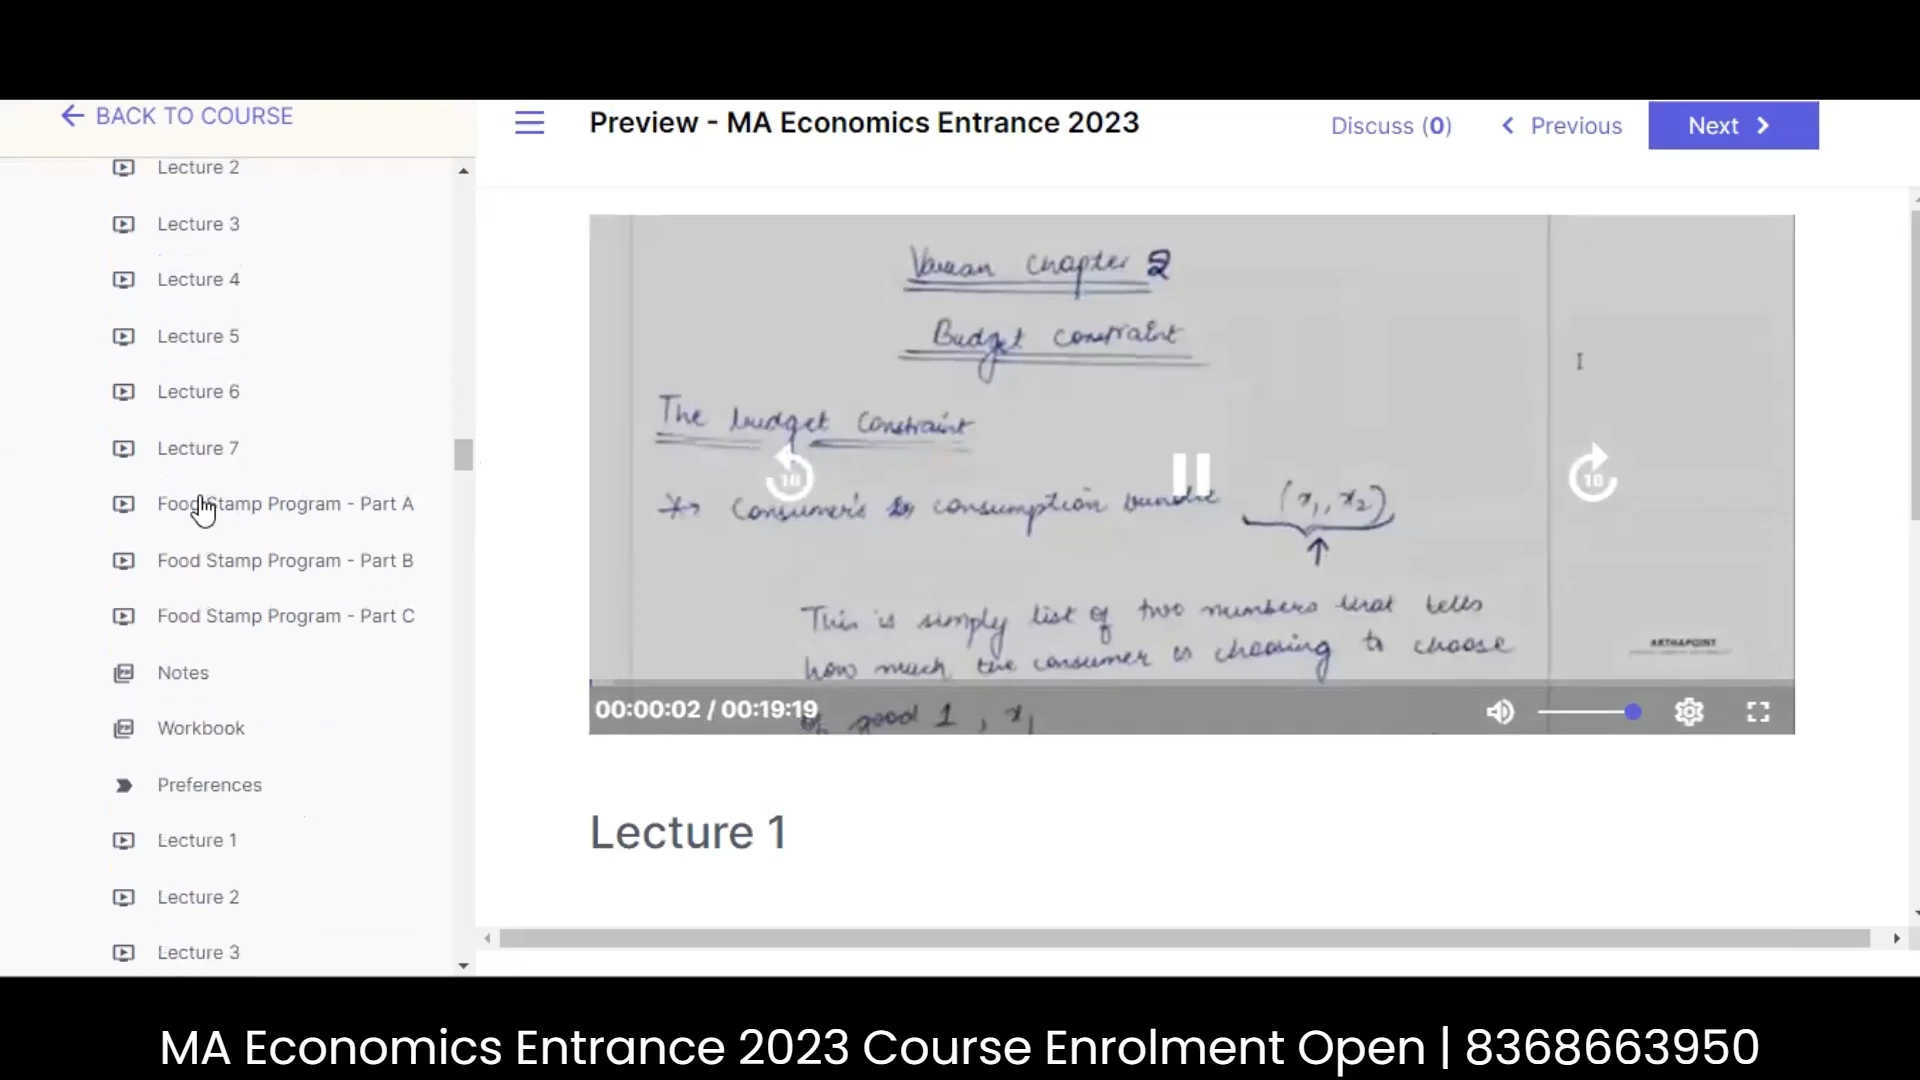 BACK TO COURSE
Lecture 2
Lecture 3
Lecture 4
Lecture 5
Lecture 6
Lecture 7
Food Stamp Program - Part A
Food Stamp Program - Part B
Food Stamp Program - Part C
Notes
Workbook
Preferences
Lecture 1
Lecture 2
Lecture 3
Preview - MA Economics Entrance 2023
Discuss (0)
Previous
Next
Varian Chapter 2
Budget constraint
The budget constraint
Consumer's consumption bundle (x1, x2)
This is simply list of two numbers that tells
how much the consumer is choosing to choose
of good 1, x1
10
10
ARTHAPOINT
00:00:02 / 00:19:19
Lecture 1
MA Economics Entrance 2023 Course Enrolment Open | 8368663950